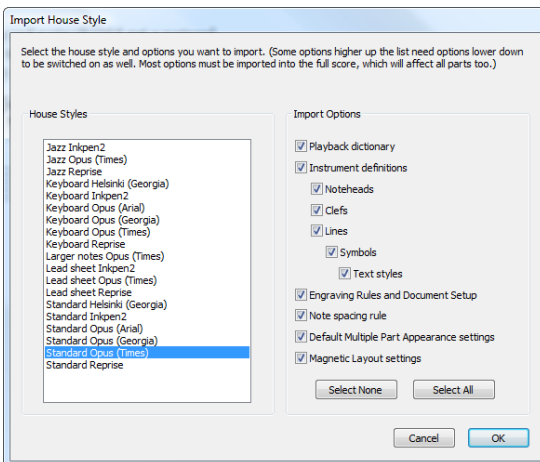 Import House Style
Select the house style and options you want to import. (Some options higher up the list need options lower down
to be switched on as well. Most options must be imported into the full score, which will affect all parts too.)
House Styles
Jazz Inkpen2
Jazz Opus (Times)
Jazz Reprise
Keyboard Helsinki (Georgia)
Keyboard Inkpen2
Keyboard Opus (Arial)
Keyboard Opus (Georgia)
Keyboard Opus (Times)
Keyboard Reprise
Larger notes Opus (Times)
Lead sheet Inkpen2
Lead sheet Opus (Times)
Lead sheet Reprise
Standard Helsinki (Georgia)
Standard Inkpen2
Standard Opus (Arial)
Standard Opus (Georgia)
Standard Opus (Times)
Standard Reprise
Import Options
Playback dictionary
Instrument definitions
Noteheads
Clefs
Lines
Symbols
Text styles
Engraving Rules and Document Setup
Note spacing rule
Default Multiple Part Appearance settings
Magnetic Layout settings
Select None
Select All
Cancel
OK